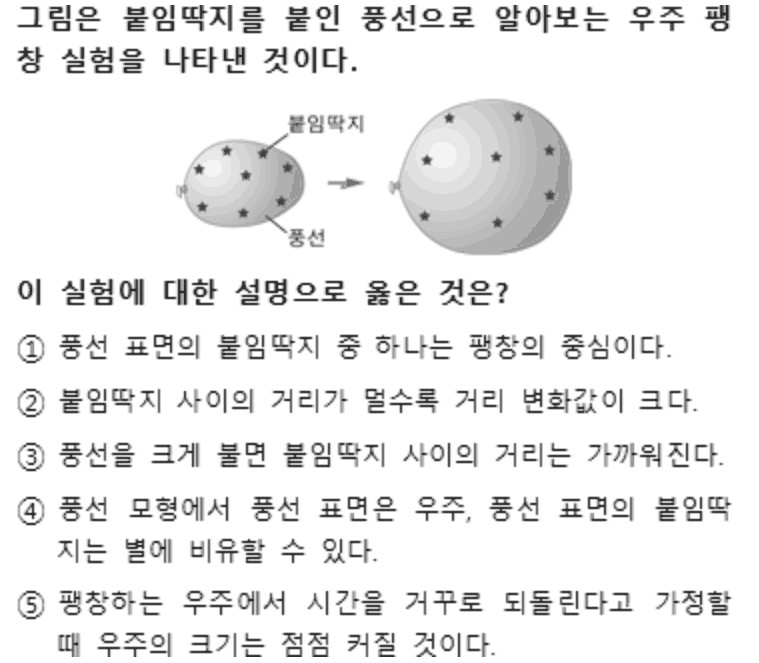 그림은 붙임딱지를 붙인 풍선으로 알아보는 우주 팽
창 실험을 나타낸 것이다.
붙임딱지
풍선
이 실험에 대한 설명으로 옳은 것은?
① 풍선 표면의 붙임딱지 중 하나는 팽창의 중심이다.
② 붙임딱지 사이의 거리가 멀수록 거리 변화값이 크다.
③ 풍선을 크게 불면 붙임딱지 사이의 거리는 가까워진다.
④ 풍선 모형에서 풍선 표면은 우주, 풍선 표면의 붙임딱
지는 별에 비유할 수 있다.
⑤ 팽창하는 우주에서 시간을 거꾸로 되돌린다고 가정할
때 우주의 크기는 점점 커질 것이다.